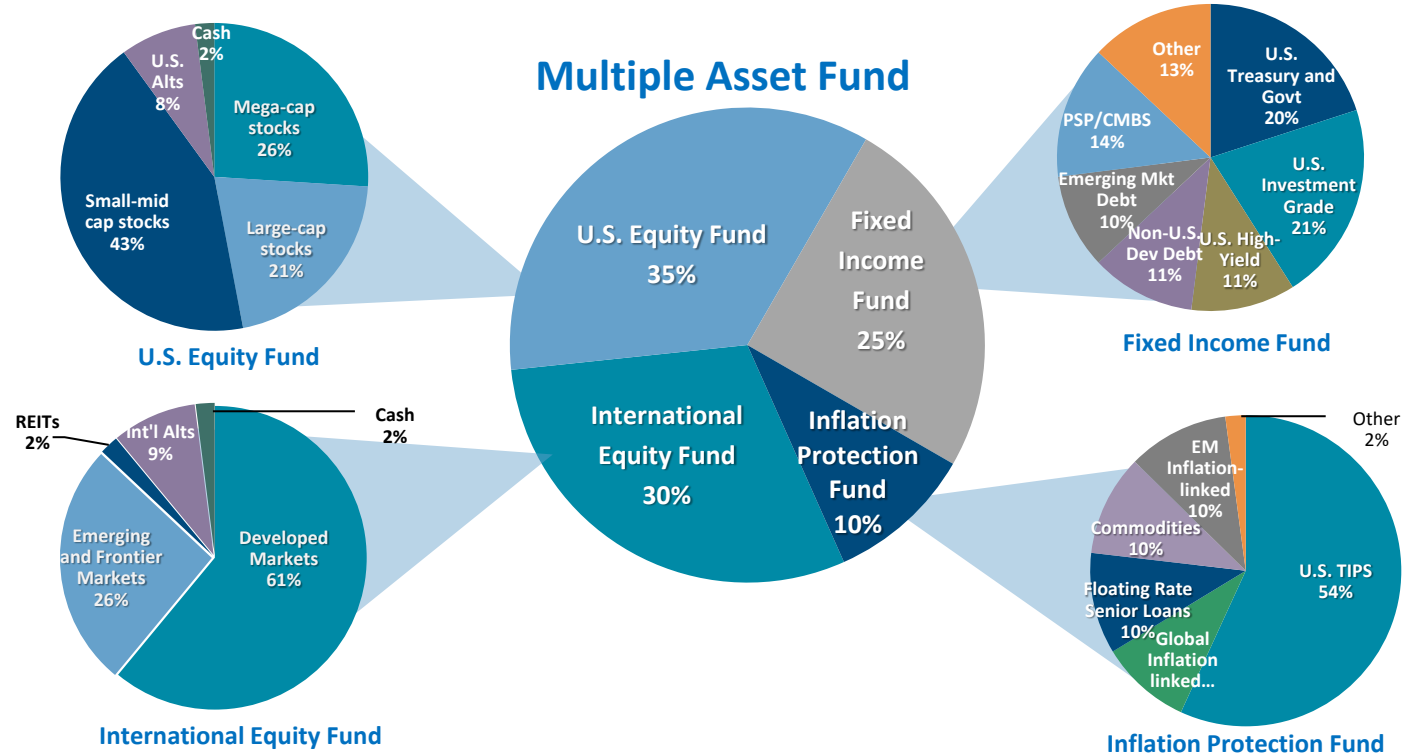 Multiple Asset Fund
Cash
2%
U.S.
Alts
8%
Mega-cap
stocks
26%
Small-mid
cap stocks
43%
Large-cap
stocks
21%
U.S. Equity Fund
U.S. Equity Fund
35%
Fixed
Income
Fund
25%
International
Equity Fund
30%
Inflation
Protection
Fund
10%
Other
13%
U.S.
Treasury and
Govt
20%
PSP/CMBS
14%
U.S.
Investment
Grade
21%
Emerging Mkt
Debt
10%
Non-U.S.
Dev Debt
11%
U.S. High-
Yield
11%
Fixed Income Fund
REITs
2%
Int'l Alts
9%
Cash
2%
Emerging
and Frontier
Markets
26%
Developed
Markets
61%
International Equity Fund
Other
2%
EM
Inflation-
linked
10%
Commodities
10%
U.S. TIPS
54%
Floating Rate
Senior Loans
10%
Global
Inflation
linked...
Inflation Protection Fund